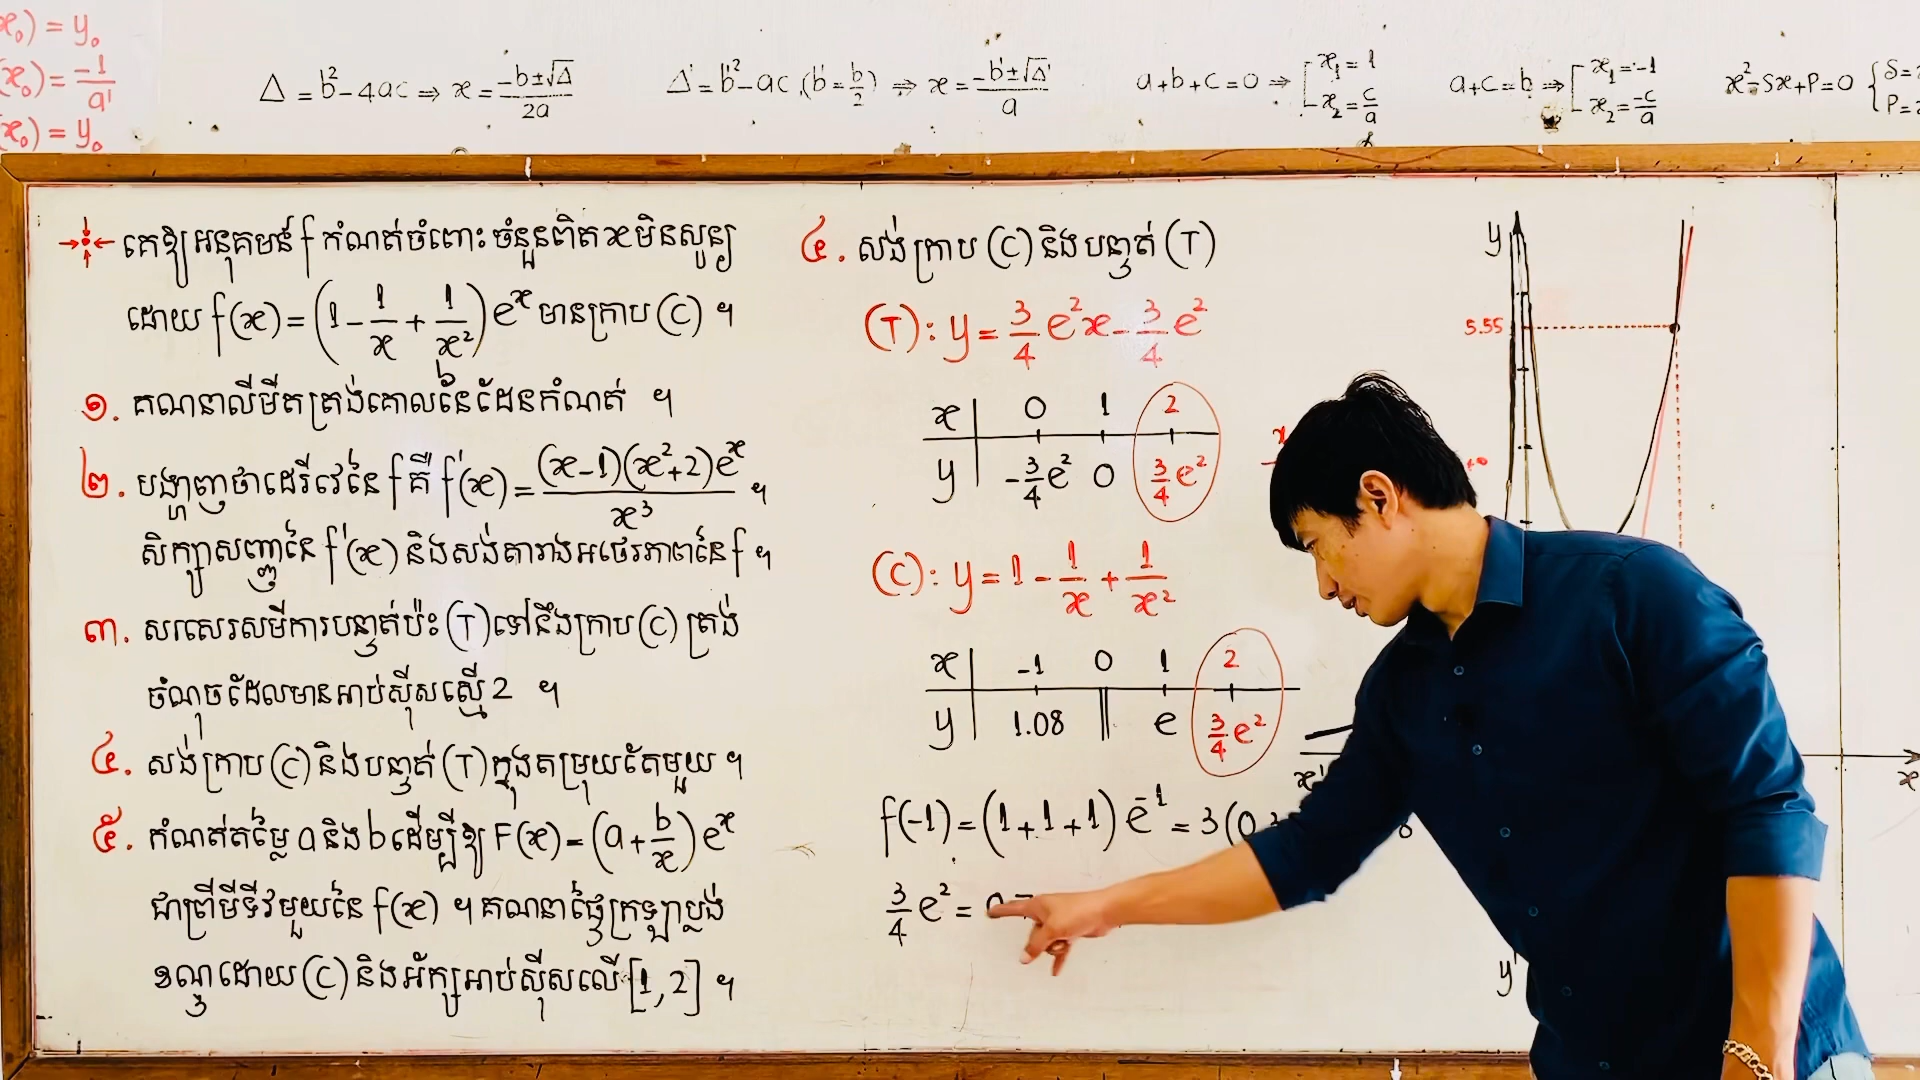 x₀) = y₀
(x₀) = -1/a'
(x₀) = y₀
Δ = b² - 4ac ⇒ x = (-b±√Δ)/2a
Δ' = b'² - ac, (b' = b/2) ⇒ x = (-b'±√Δ')/a
a+b+c=0 ⇒ [x₁ = 1, x₂ = c/a
a+c=b ⇒ [x₁ = -1, x₂ = -c/a
x² - Sx + P = 0 { S= P=
គេឱ្យអនុគមន៍ f កំណត់ចំពោះចំនួនពិត x មិនសូន្យ
ដោយ f(x) = (1 - 1/x + 1/x²) eˣ មានក្រាប (C) ។
១. គណនាលីមីតត្រង់គោលនៃដែនកំណត់ ។
២. បង្ហាញថាដេរីវេនៃ f គឺ f'(x) = (x-1)(x²+2)eˣ / x³ ។
សិក្សាសញ្ញានៃ f'(x) និងសង់តារាងអថេរភាពនៃ f ។
៣. សរសេរសមីការបន្ទាត់ប៉ះ (T) ទៅនឹងក្រាប (C) ត្រង់
ចំណុចដែលមានអាប់ស៊ីសស្មើ 2 ។
៤. សង់ក្រាប (C) និងបន្ទាត់ (T) ក្នុងតម្រុយតែមួយ ។
៥. កំណត់តម្លៃ a និង b ដើម្បីឱ្យ F(x) = (a + b/x) eˣ
ជាព្រីមីទីវមួយនៃ f(x) ។ គណនាផ្ទៃក្រឡាប្លង់
ខណ្ឌដោយ (C) និងអ័ក្សអាប់ស៊ីសលើ [1, 2] ។
៤. សង់ក្រាប (C) និងបន្ទាត់ (T)
(T): y = 3/4 e²x - 3/4 e²
x | 0 1 2
y | -3/4 e² 0 3/4 e²
(C): y = 1 - 1/x + 1/x²
x | -1 0 1 2
y | 1.08 || e 3/4 e²
f(-1) = (1+1+1) e⁻¹ = 3(0.3
8
3/4 e² =
y
5.55
x'
x
y'